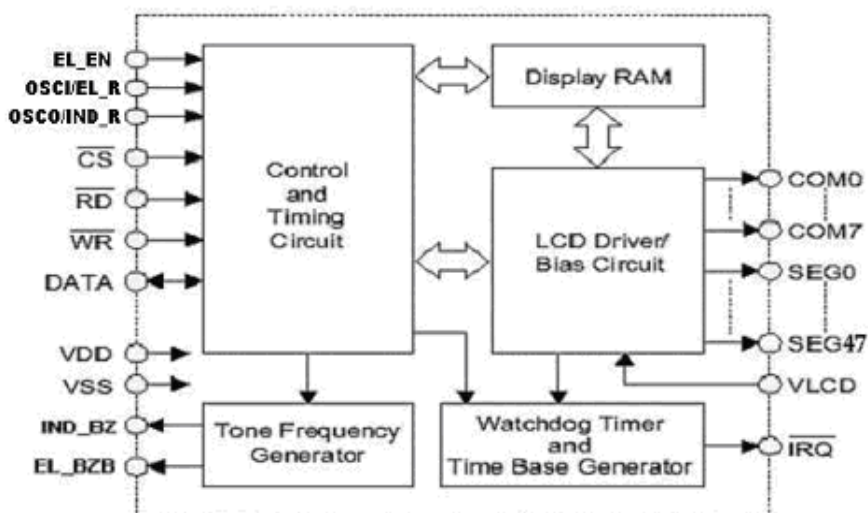 EL_EN
OSCI/EL_R
OSCO/IND_R
CS
RD
WR
DATA
VDD
VSS
IND_BZ
EL_BZB
Control
and
Timing
Circuit
Display RAM
LCD Driver/
Bias Circuit
Tone Frequency
Generator
Watchdog Timer
and
Time Base Generator
COM0
COM7
SEG0
SEG47
VLCD
IRQ